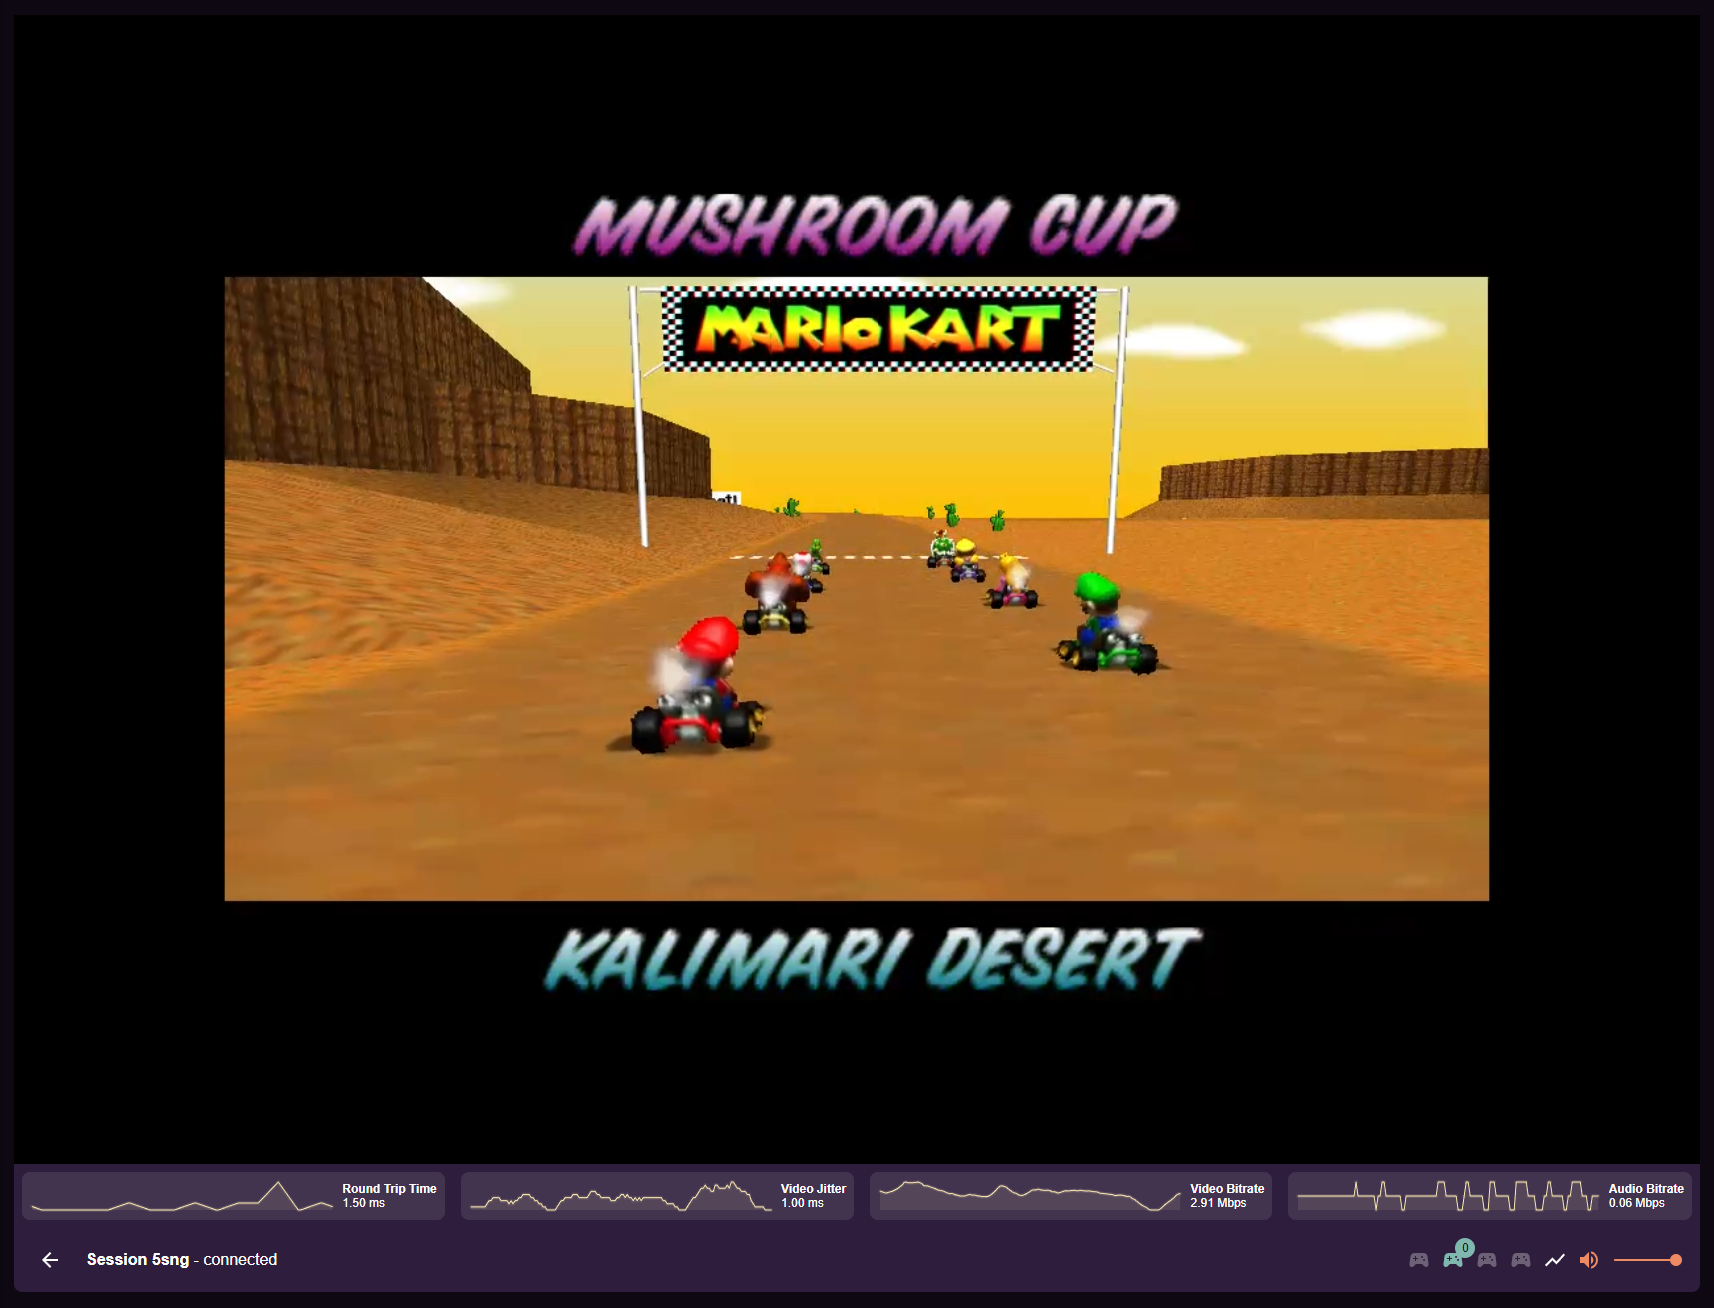 MUSHROOM CUP
MARIO KART
KALIMARI DESERT
Round Trip Time
1.50 ms
Video Jitter
1.00 ms
Video Bitrate
2.91 Mbps
Audio Bitrate
0.06 Mbps
Session 5sng - connected
0